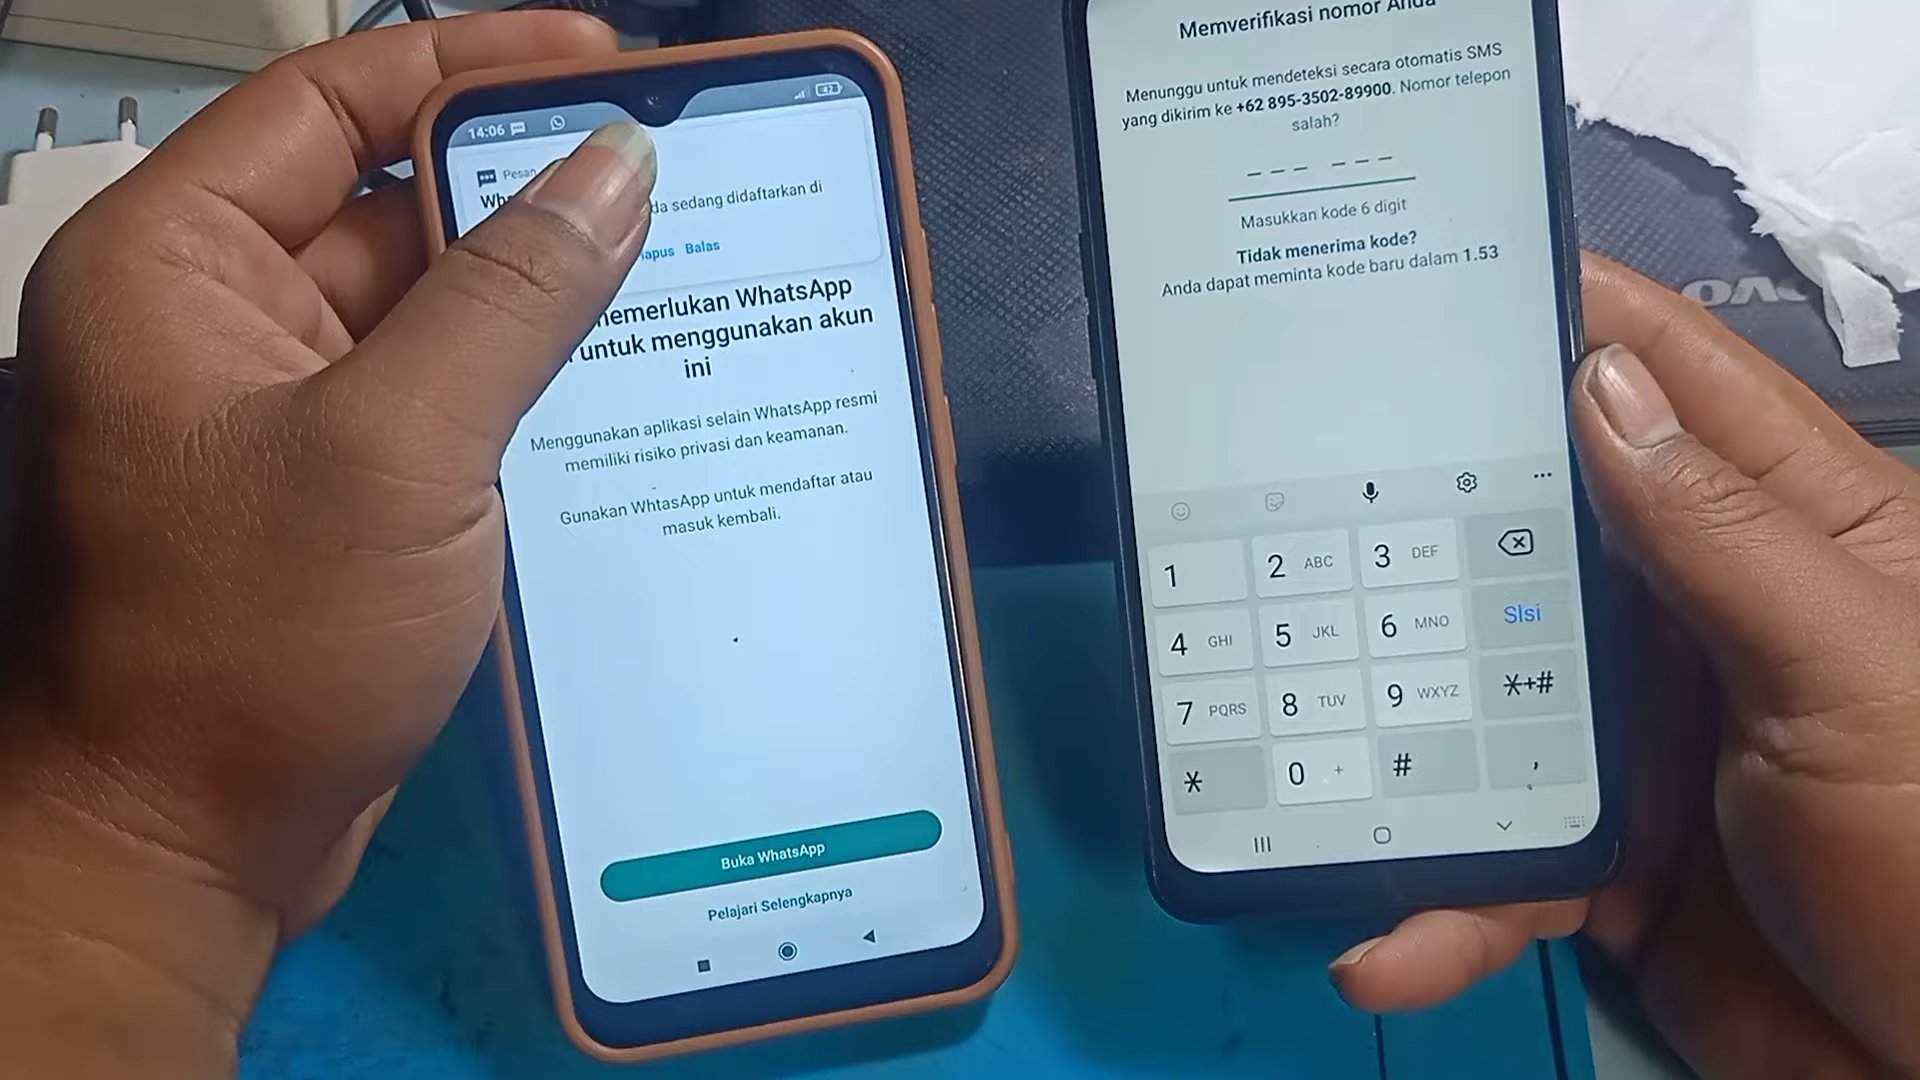 14:06
42
Pesan
da sedang didaftarkan di
apus Balas
memerlukan WhatsApp
untuk menggunakan akun
ini
Menggunakan aplikasi selain WhatsApp resmi
memiliki risiko privasi dan keamanan.
Gunakan WhtasApp untuk mendaftar atau
masuk kembali.
Buka WhatsApp
Pelajari Selengkapnya
Memverifikasi nomor Anda
Menunggu untuk mendeteksi secara otomatis SMS
yang dikirim ke +62 895-3502-89900. Nomor telepon
salah?
Masukkan kode 6 digit
Tidak menerima kode?
Anda dapat meminta kode baru dalam 1.53
1 2 ABC 3 DEF
4 GHI 5 JKL 6 MNO SIsi
7 PQRS 8 TUV 9 WXYZ *+#
* 0 + # ,